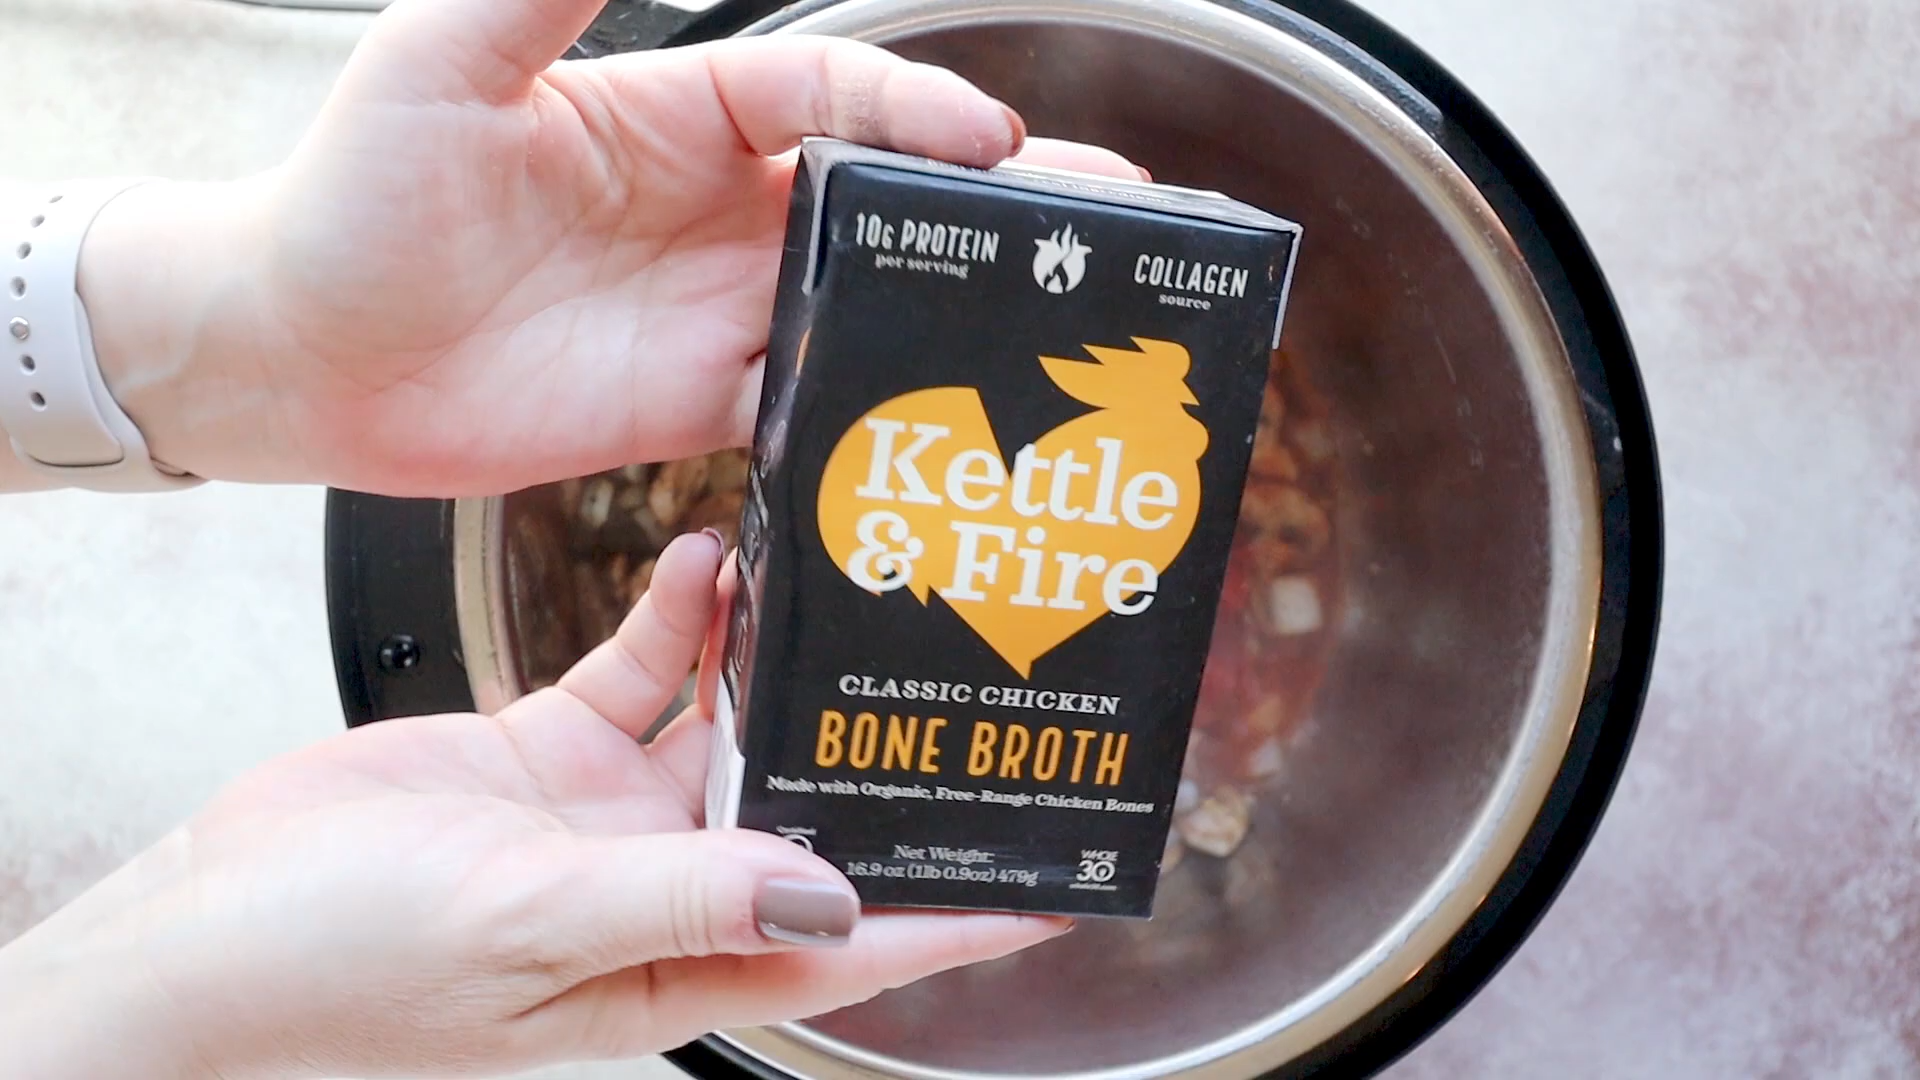 10G PROTEIN
per serving
COLLAGEN
source
Kettle
& Fire
CLASSIC CHICKEN
BONE BROTH
Made with Organic, Free-Range Chicken Bones
Net Weight:
16.9 oz (1lb 0.9oz) 479g
WHOLE
30